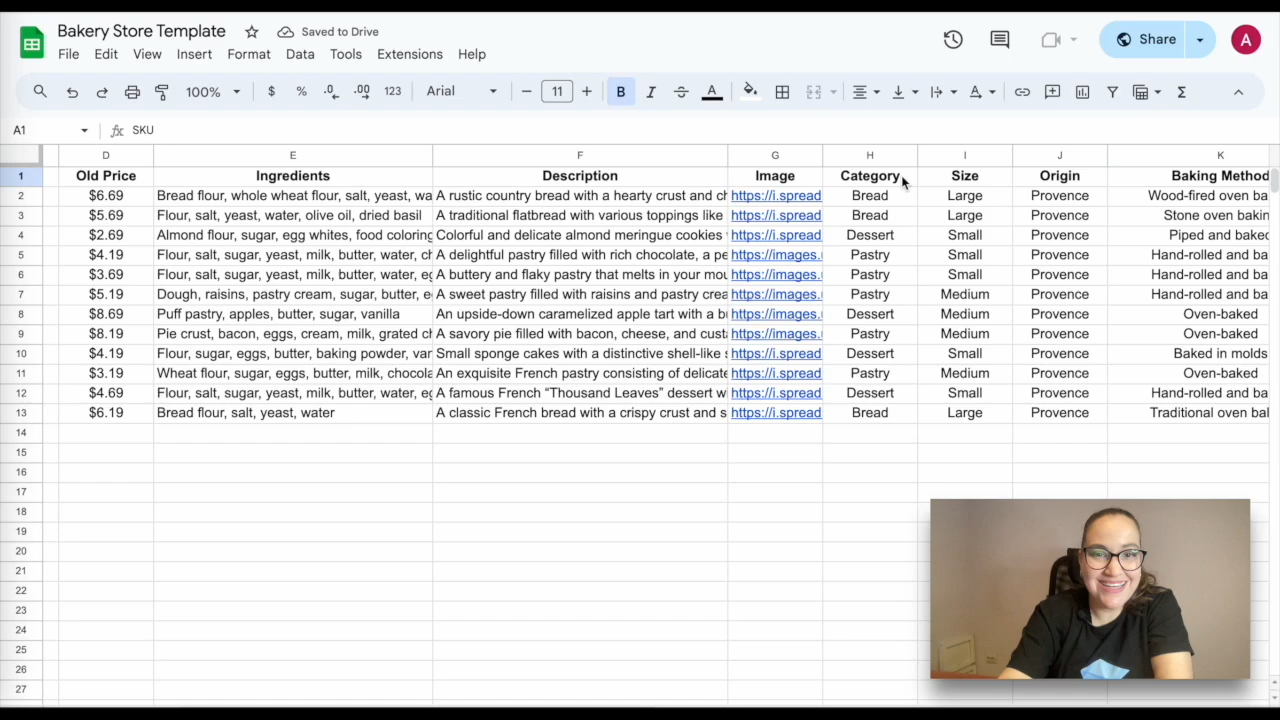 Bakery Store Template Saved to Drive
File Edit View Insert Format Data Tools Extensions Help
Share A
100% $ % .0 .00 123 Arial 11 B I A
A1 fx SKU
D E F G H I J K
1 Old Price Ingredients Description Image Category Size Origin Baking Method
2 $6.69 Bread flour, whole wheat flour, salt, yeast, wa A rustic country bread with a hearty crust and ch https://i.spread Bread Large Provence Wood-fired oven ba
3 $5.69 Flour, salt, yeast, water, olive oil, dried basil A traditional flatbread with various toppings like https://i.spread Bread Large Provence Stone oven bakin
4 $2.69 Almond flour, sugar, egg whites, food coloring Colorful and delicate almond meringue cookies https://i.spread Dessert Small Provence Piped and baked
5 $4.19 Flour, salt, sugar, yeast, milk, butter, water, ch A delightful pastry filled with rich chocolate, a pe https://images. Pastry Small Provence Hand-rolled and ba
6 $3.69 Flour, salt, sugar, yeast, milk, butter, water, eg A buttery and flaky pastry that melts in your mou https://images. Pastry Small Provence Hand-rolled and ba
7 $5.19 Dough, raisins, pastry cream, sugar, butter, e A sweet pastry filled with raisins and pastry crea https://images. Pastry Medium Provence Hand-rolled and ba
8 $8.69 Puff pastry, apples, butter, sugar, vanilla An upside-down caramelized apple tart with a b https://images. Dessert Medium Provence Oven-baked
9 $8.19 Pie crust, bacon, eggs, cream, milk, grated ch A savory pie filled with bacon, cheese, and cust https://images. Pastry Medium Provence Oven-baked
10 $4.19 Flour, sugar, eggs, butter, baking powder, var Small sponge cakes with a distinctive shell-like s https://i.spread Dessert Small Provence Baked in molds
11 $3.19 Wheat flour, sugar, eggs, butter, milk, chocola An exquisite French pastry consisting of delicate https://i.spread Pastry Medium Provence Oven-baked
12 $4.69 Flour, salt, sugar, yeast, milk, butter, water, eg A famous French “Thousand Leaves” dessert w https://i.spread Dessert Small Provence Hand-rolled and ba
13 $6.19 Bread flour, salt, yeast, water A classic French bread with a crispy crust and s https://i.spread Bread Large Provence Traditional oven bal
14
15
16
17
18
19
20
21
22
23
24
25
26
27